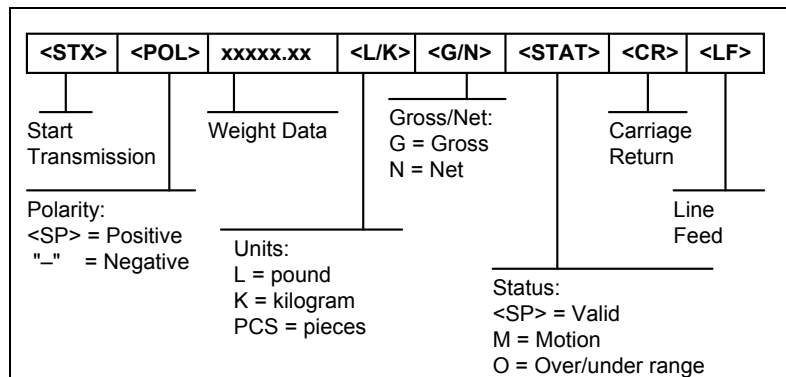 <STX> <POL> xxxxx.xx <L/K> <G/N> <STAT> <CR> <LF>
Start
Transmission
Weight Data
Gross/Net:
G = Gross
N = Net
Carriage
Return
Polarity:
<SP> = Positive
"–" = Negative
Units:
L = pound
K = kilogram
PCS = pieces
Line
Feed
Status:
<SP> = Valid
M = Motion
O = Over/under range